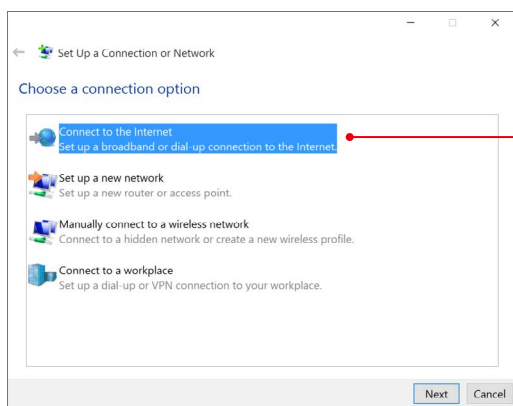 Set Up a Connection or Network
Choose a connection option
Connect to the Internet
Set up a broadband or dial-up connection to the Internet.
Set up a new network
Set up a new router or access point.
Manually connect to a wireless network
Connect to a hidden network or create a new wireless profile.
Connect to a workplace
Set up a dial-up or VPN connection to your workplace.
Next Cancel